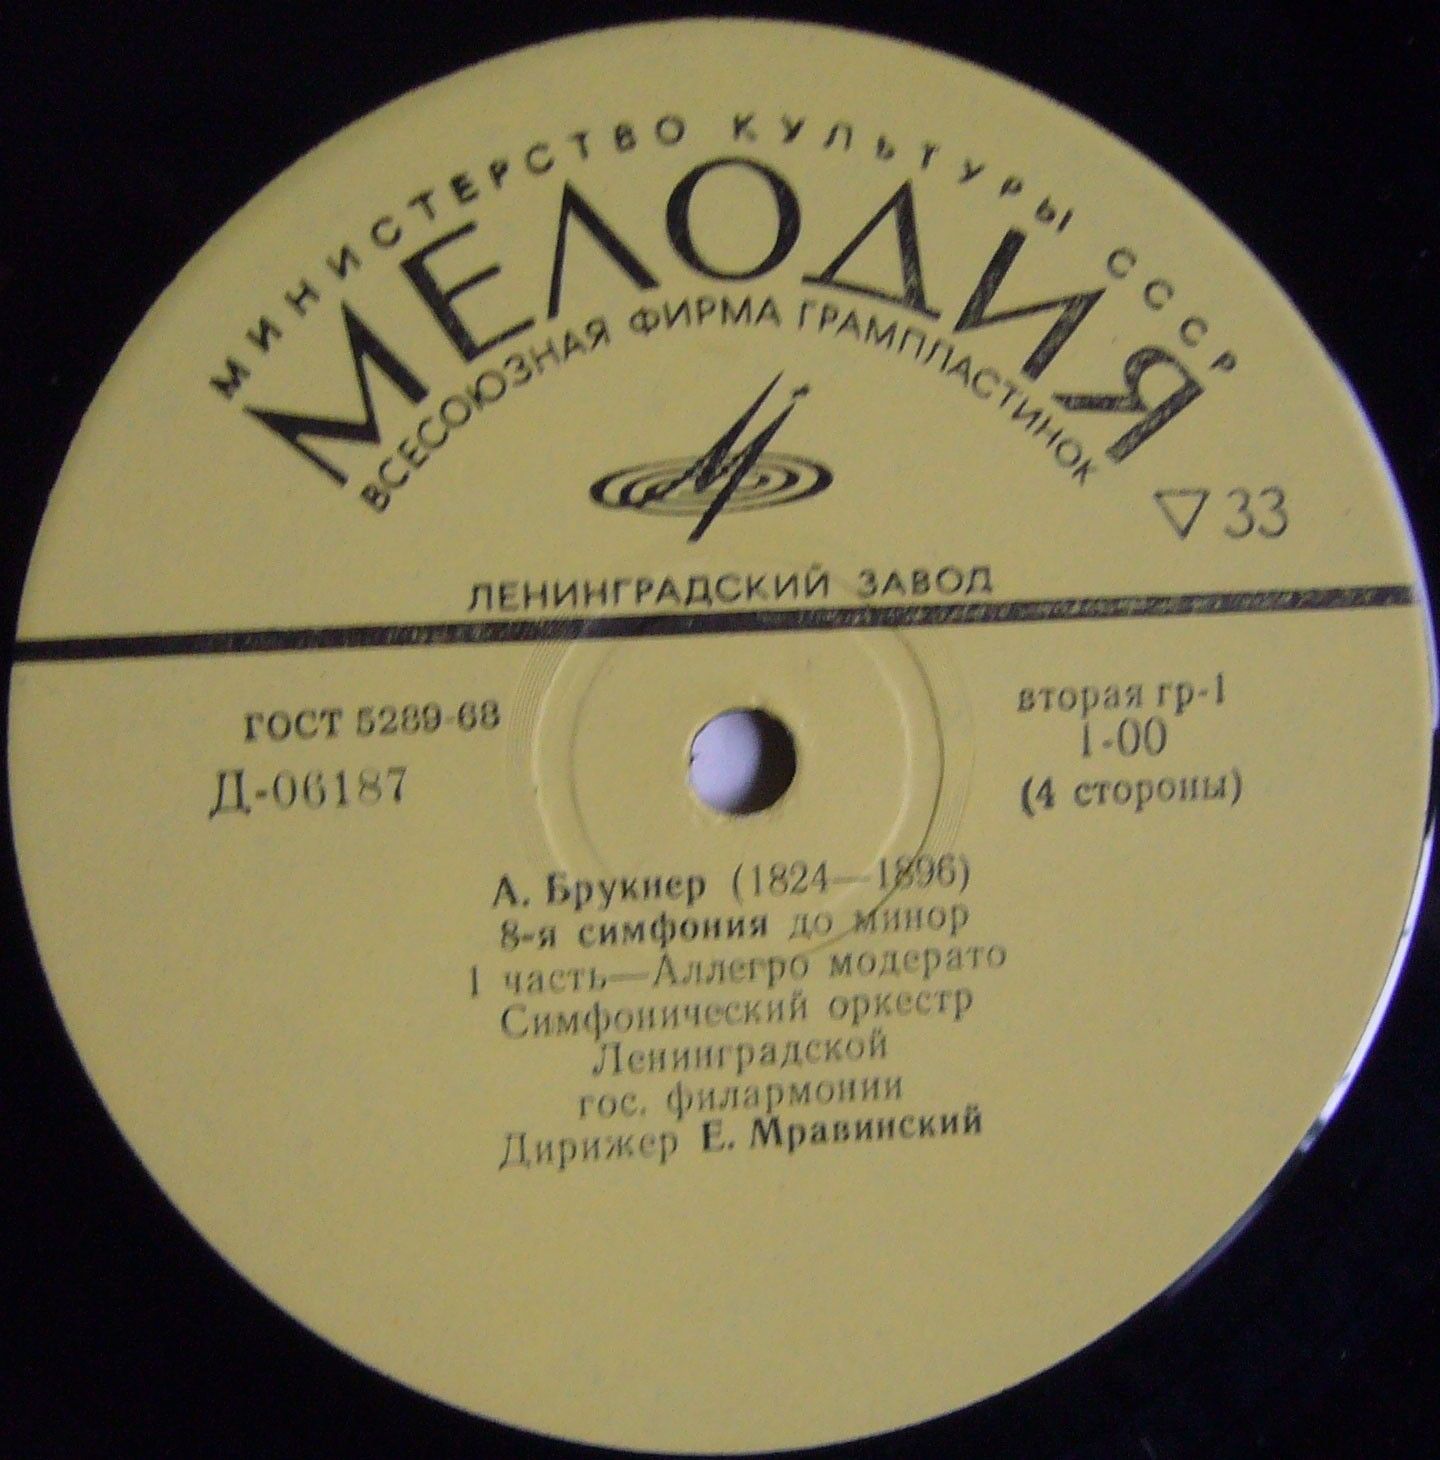 МИНИСТЕРСТВО КУЛЬТУРЫ СССР
МЕЛОДИЯ
ВСЕСОЮЗНАЯ ФИРМА ГРАМПЛАСТИНОК
▽33
ЛЕНИНГРАДСКИЙ ЗАВОД
ГОСТ 5289-68
Д-06187
вторая гр-1
1-00
(4 стороны)
А. Брукнер (1824—1896)
8-я симфония до минор
1 часть—Аллегро модерато
Симфонический оркестр
Ленинградской
гос. филармонии
Дирижер Е. Мравинский